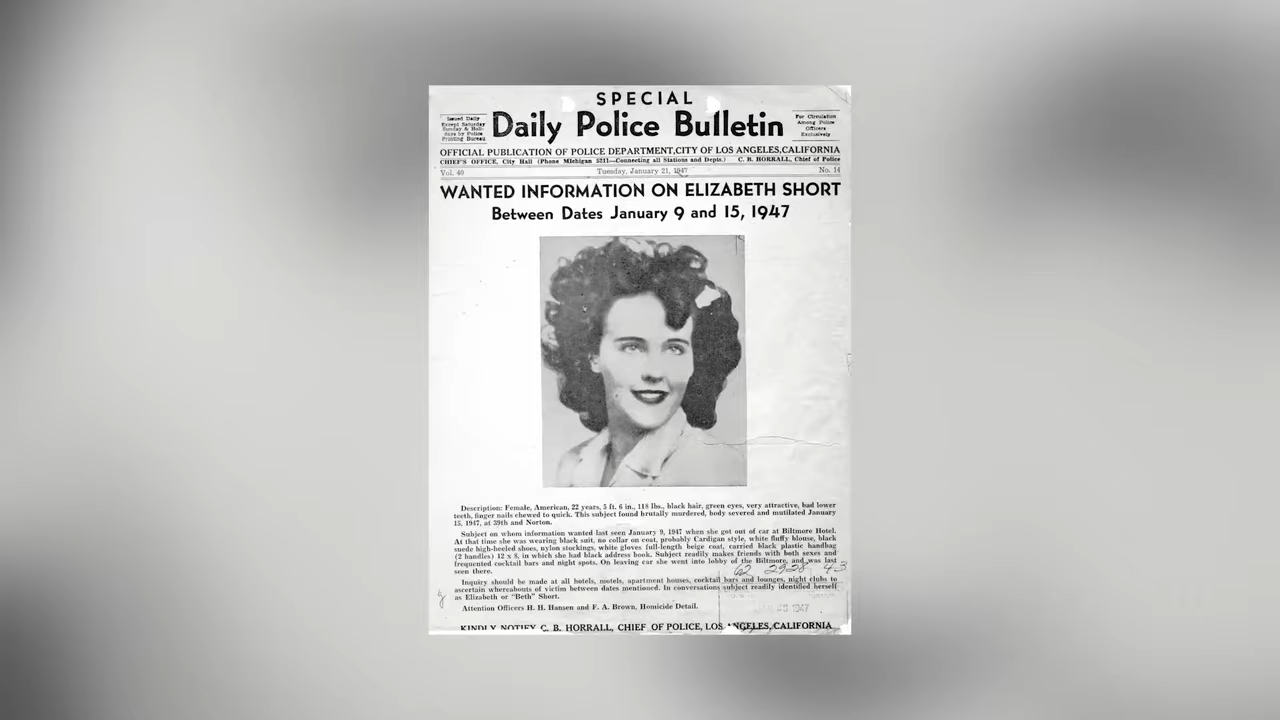 SPECIAL
Issued Daily
Except Saturday
Sunday & Holi-
days by Police
Printing Bureau
Daily Police Bulletin
For Circulation
Among Police
Officers
Exclusively
OFFICIAL PUBLICATION OF POLICE DEPARTMENT,CITY OF LOS ANGELES,CALIFORNIA
CHIEF'S OFFICE, City Hall (Phone MIchigan 5211—Connecting all Stations and Depts.) C. B. HORRALL, Chief of Police
Vol. 40 Tuesday, January 21, 1947 No. 14
WANTED INFORMATION ON ELIZABETH SHORT
Between Dates January 9 and 15, 1947
Description: Female, American, 22 years, 5 ft. 6 in., 118 lbs., black hair, green eyes, very attractive, bad lower
teeth, finger nails chewed to quick. This subject found brutally murdered, body severed and mutilated January
15, 1947, at 39th and Norton.
Subject on whom information wanted last seen January 9, 1947 when she got out of car at Biltmore Hotel.
At that time she was wearing black suit, no collar on coat, probably Cardigan style, white fluffy blouse, black
suede high-heeled shoes, nylon stockings, white gloves full-length beige coat, carried black plastic handbag
(2 handles) 12 x 8, in which she had black address book. Subject readily makes friends with both sexes and
frequented cocktail bars and night spots. On leaving car she went into lobby of the Biltmore, and was last
seen there.
62 2928 43
Inquiry should be made at all hotels, motels, apartment houses, cocktail bars and lounges, night clubs to
ascertain whereabouts of victim between dates mentioned. In conversations subject readily identified herself
as Elizabeth or "Beth" Short.
Attention Officers H. H. Hansen and F. A. Brown, Homicide Detail.
1947
KINDLY NOTIFY C. B. HORRALL, CHIEF OF POLICE, LOS ANGELES, CALIFORNIA